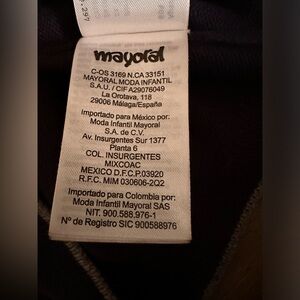 297
mayoral
C-OS 3169 N.CA 33151
MAYORAL MODA INFANTIL
S.A.U. / CIF A29076049
La Orotava, 118
29006 Málaga/España
Importado para México por:
Moda Infantil Mayoral
S.A. de C.V.
Av. Insurgentes Sur 1377
Planta 6
COL. INSURGENTES
MIXCOAC
MEXICO D.F.C.P.03920
R.F.C. MIM 030606-2Q2
Importado para Colombia por:
Moda Infantil Mayoral SAS
NIT. 900.588.976-1
Nº de Registro SIC 900588976